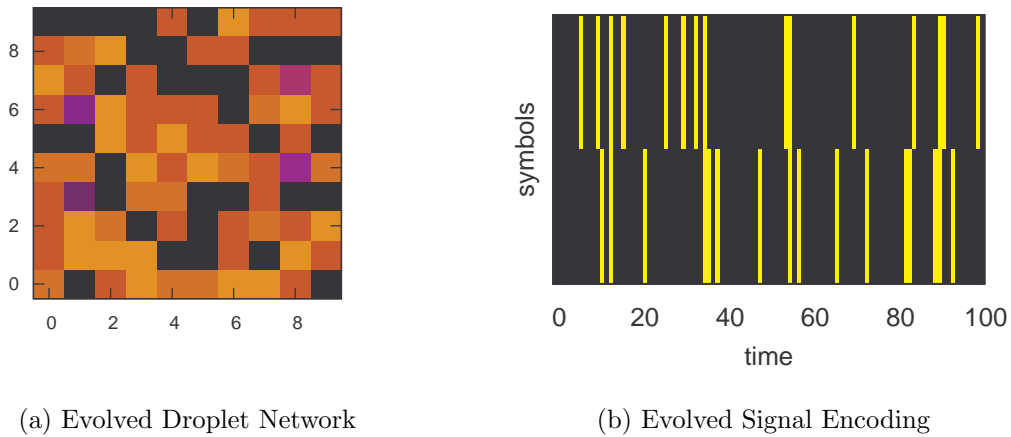 8
6
4
2
0
0 2 4 6 8
symbols
0 20 40 60 80 100
time
(a) Evolved Droplet Network
(b) Evolved Signal Encoding